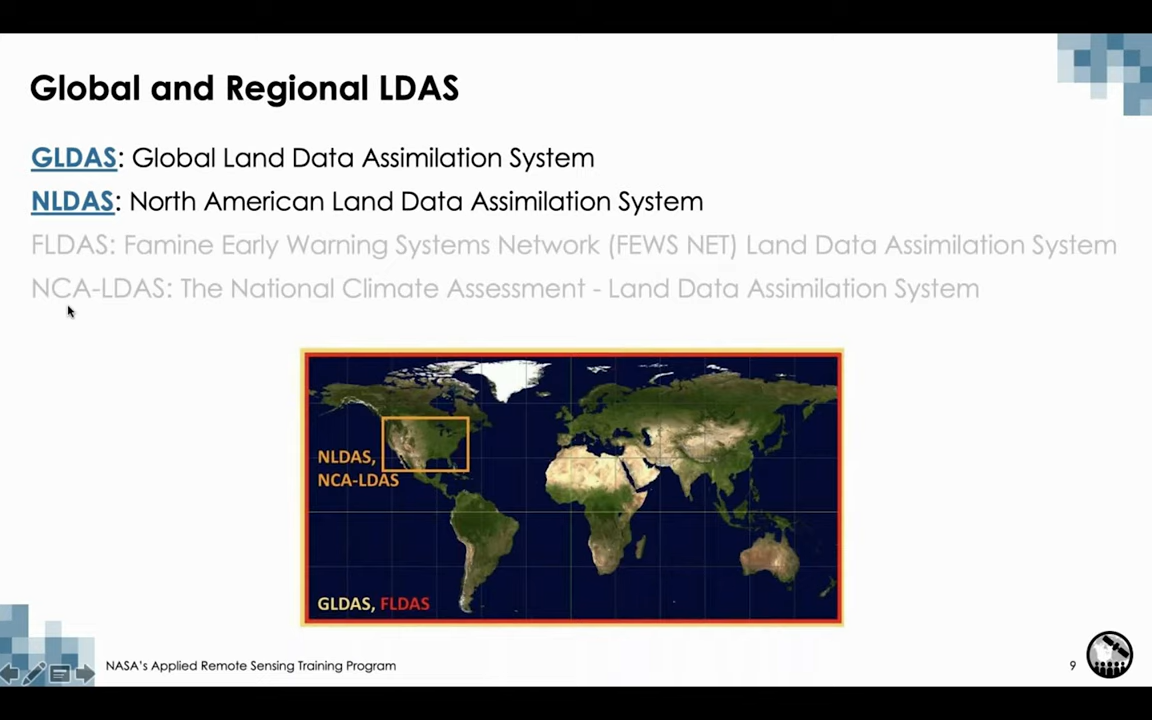 Global and Regional LDAS
GLDAS: Global Land Data Assimilation System
NLDAS: North American Land Data Assimilation System
FLDAS: Famine Early Warning Systems Network (FEWS NET) Land Data Assimilation System
NCA-LDAS: The National Climate Assessment - Land Data Assimilation System
NLDAS,
NCA-LDAS
GLDAS, FLDAS
NASA's Applied Remote Sensing Training Program
9